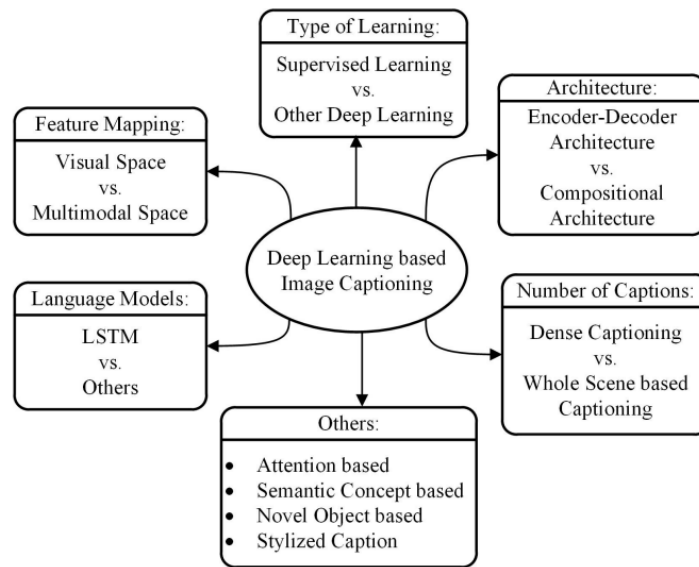 Type of Learning:
Supervised Learning
vs.
Other Deep Learning
Feature Mapping:
Visual Space
vs.
Multimodal Space
Architecture:
Encoder-Decoder
Architecture
vs.
Compositional
Architecture
Deep Learning based
Image Captioning
Language Models:
LSTM
vs.
Others
Number of Captions:
Dense Captioning
vs.
Whole Scene based
Captioning
Others:
• Attention based
• Semantic Concept based
• Novel Object based
• Stylized Caption